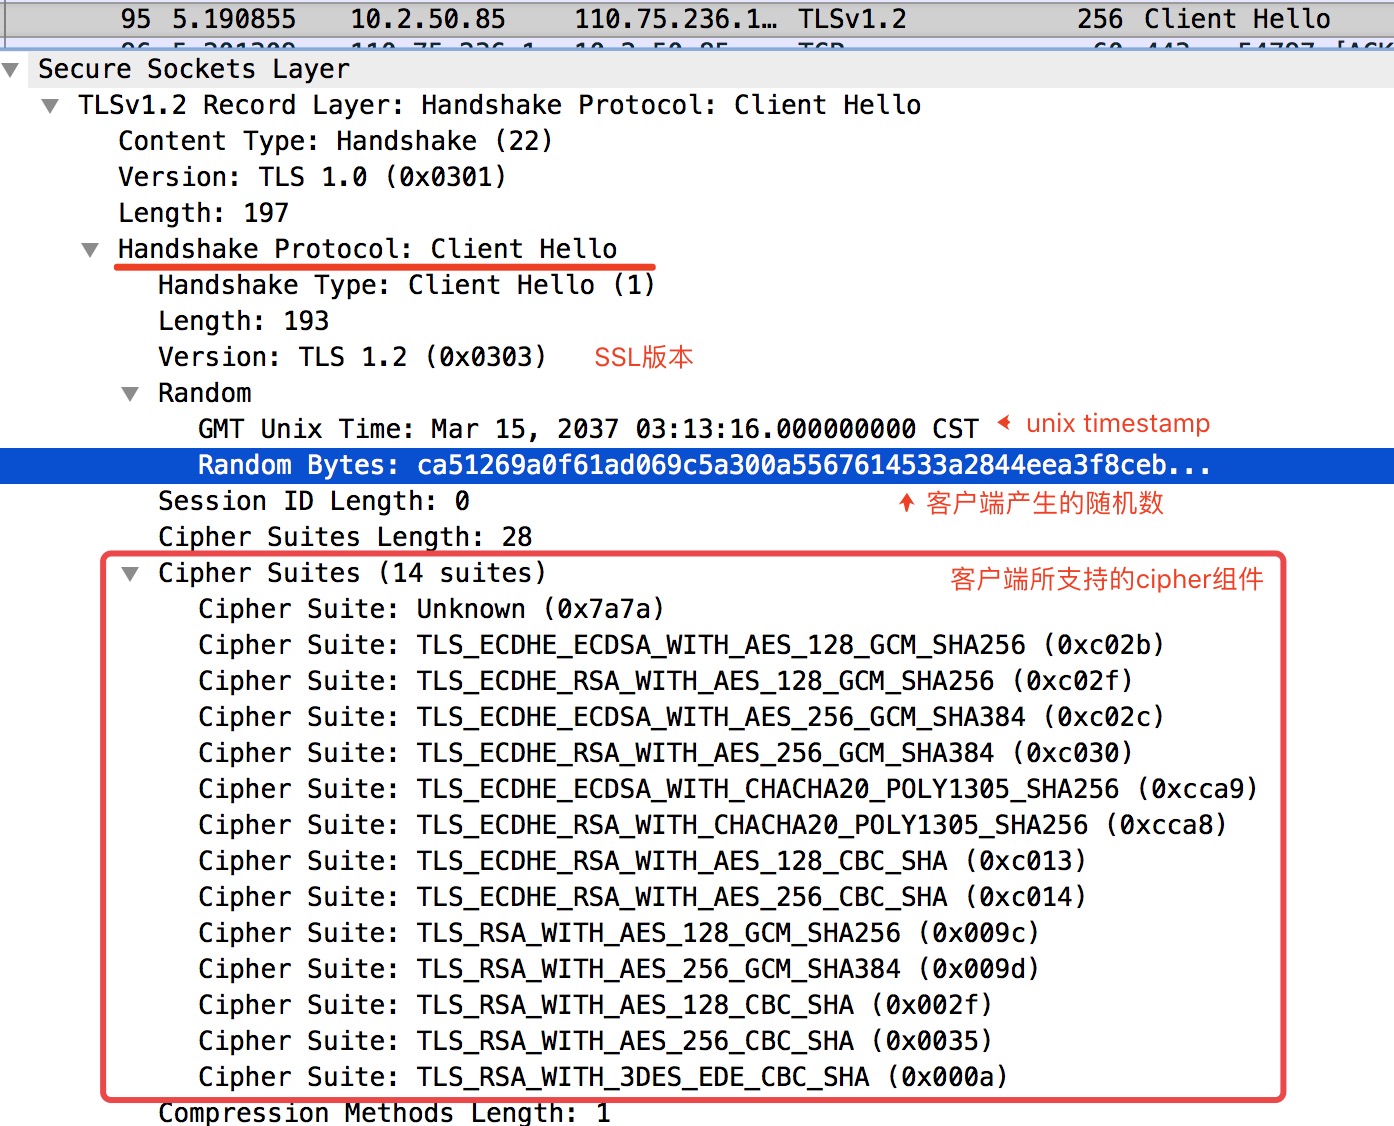 95 5.190855 10.2.50.85 110.75.236.1… TLSv1.2 256 Client Hello
Secure Sockets Layer
TLSv1.2 Record Layer: Handshake Protocol: Client Hello
Content Type: Handshake (22)
Version: TLS 1.0 (0x0301)
Length: 197
Handshake Protocol: Client Hello
Handshake Type: Client Hello (1)
Length: 193
Version: TLS 1.2 (0x0303) SSL版本
Random
GMT Unix Time: Mar 15, 2037 03:13:16.000000000 CST unix timestamp
Random Bytes: ca51269a0f61ad069c5a300a5567614533a2844eea3f8ceb...
Session ID Length: 0 客户端产生的随机数
Cipher Suites Length: 28
Cipher Suites (14 suites) 客户端所支持的cipher组件
Cipher Suite: Unknown (0x7a7a)
Cipher Suite: TLS_ECDHE_ECDSA_WITH_AES_128_GCM_SHA256 (0xc02b)
Cipher Suite: TLS_ECDHE_RSA_WITH_AES_128_GCM_SHA256 (0xc02f)
Cipher Suite: TLS_ECDHE_ECDSA_WITH_AES_256_GCM_SHA384 (0xc02c)
Cipher Suite: TLS_ECDHE_RSA_WITH_AES_256_GCM_SHA384 (0xc030)
Cipher Suite: TLS_ECDHE_ECDSA_WITH_CHACHA20_POLY1305_SHA256 (0xcca9)
Cipher Suite: TLS_ECDHE_RSA_WITH_CHACHA20_POLY1305_SHA256 (0xcca8)
Cipher Suite: TLS_ECDHE_RSA_WITH_AES_128_CBC_SHA (0xc013)
Cipher Suite: TLS_ECDHE_RSA_WITH_AES_256_CBC_SHA (0xc014)
Cipher Suite: TLS_RSA_WITH_AES_128_GCM_SHA256 (0x009c)
Cipher Suite: TLS_RSA_WITH_AES_256_GCM_SHA384 (0x009d)
Cipher Suite: TLS_RSA_WITH_AES_128_CBC_SHA (0x002f)
Cipher Suite: TLS_RSA_WITH_AES_256_CBC_SHA (0x0035)
Cipher Suite: TLS_RSA_WITH_3DES_EDE_CBC_SHA (0x000a)
Compression Methods Length: 1